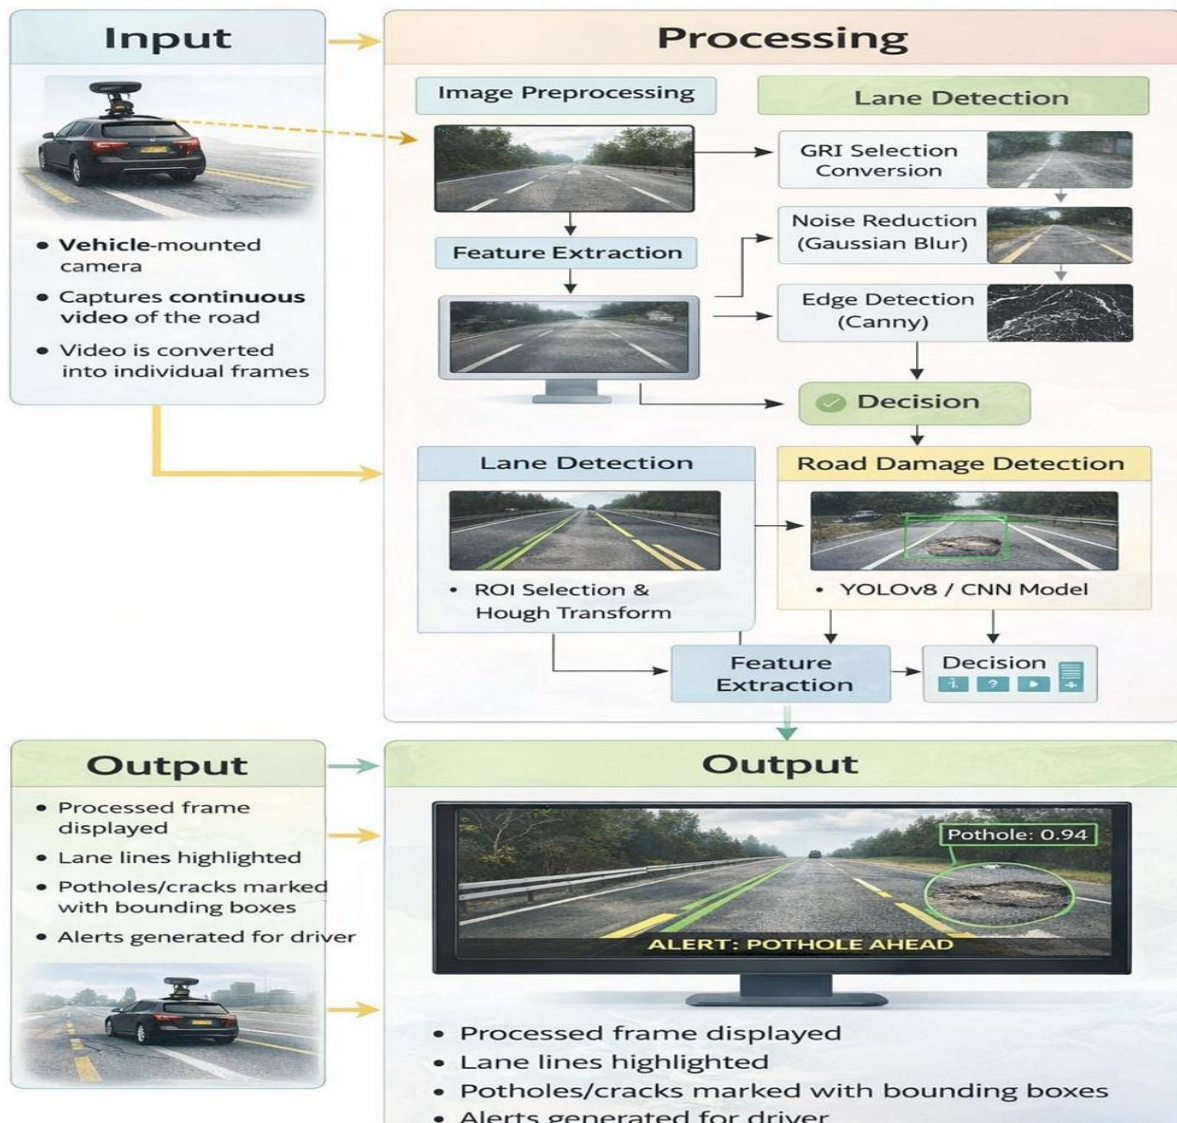 Input
• Vehicle-mounted
camera
• Captures continuous
video of the road
• Video is converted
into individual frames
Processing
Image Preprocessing
Feature Extraction
Lane Detection
GRI Selection
Conversion
Noise Reduction
(Gaussian Blur)
Edge Detection
(Canny)
Decision
Lane Detection
• ROI Selection &
Hough Transform
Road Damage Detection
• YOLOv8 / CNN Model
Feature
Extraction
Decision
Output
• Processed frame
displayed
• Lane lines highlighted
• Potholes/cracks marked
with bounding boxes
• Alerts generated for driver
Output
Pothole: 0.94
ALERT: POTHOLE AHEAD
• Processed frame displayed
• Lane lines highlighted
• Potholes/cracks marked with bounding boxes
• Alerts generated for driver